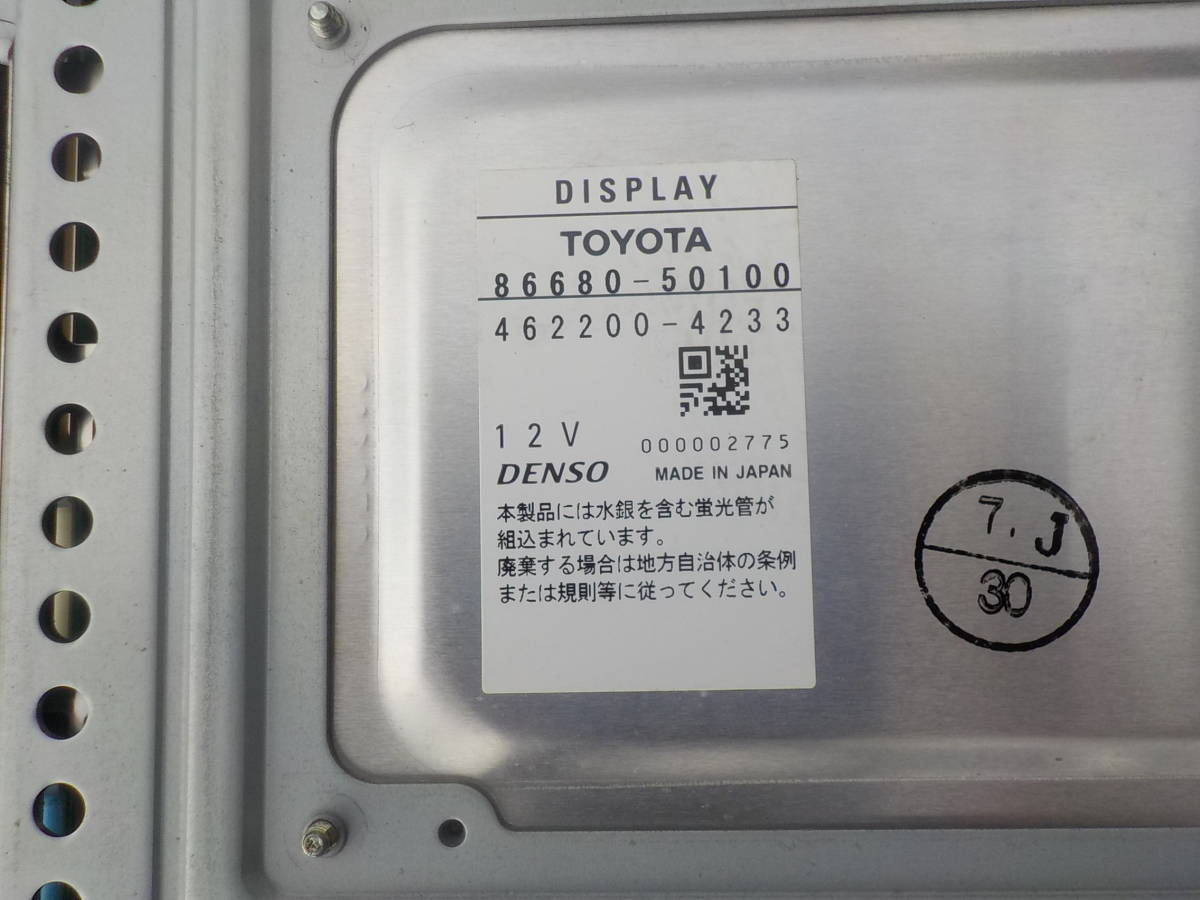 DISPLAY
TOYOTA
86680-50100
462200-4233
12V
000002775
DENSO
MADE IN JAPAN
本製品には水銀を含む蛍光管が
組込まれています。
廃棄する場合は地方自治体の条例
または規則等に従ってください。
7. J
30